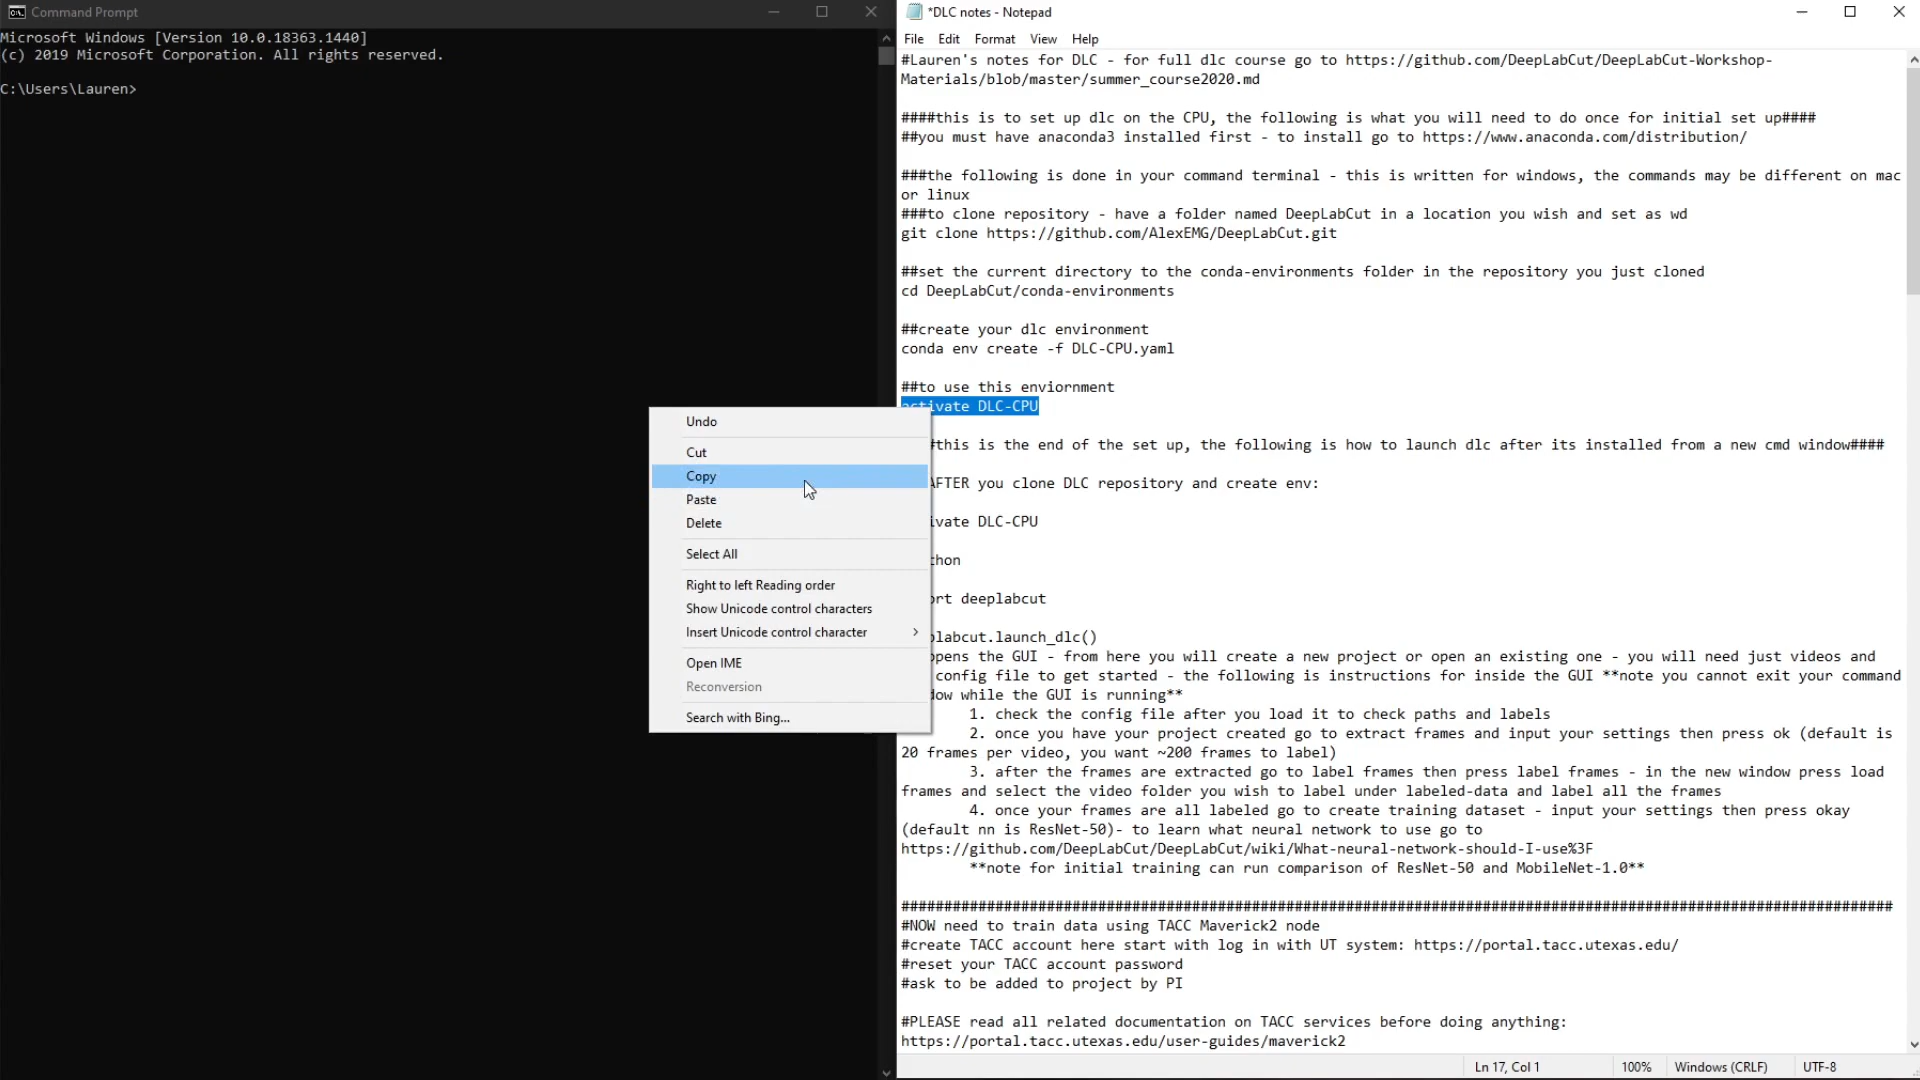 Command Prompt
Microsoft Windows [Version 10.0.18363.1440]
(c) 2019 Microsoft Corporation. All rights reserved.
C:\Users\Lauren>
*DLC notes - Notepad
File Edit Format View Help
#Lauren's notes for DLC - for full dlc course go to https://github.com/DeepLabCut/DeepLabCut-Workshop-
Materials/blob/master/summer_course2020.md
####this is to set up dlc on the CPU, the following is what you will need to do once for initial set up####
##you must have anaconda3 installed first - to install go to https://www.anaconda.com/distribution/
###the following is done in your command terminal - this is written for windows, the commands may be different on mac
or linux
###to clone repository - have a folder named DeepLabCut in a location you wish and set as wd
git clone https://github.com/AlexEMG/DeepLabCut.git
##set the current directory to the conda-environments folder in the repository you just cloned
cd DeepLabCut/conda-environments
##create your dlc environment
conda env create -f DLC-CPU.yaml
##to use this enviornment
activate DLC-CPU
#this is the end of the set up, the following is how to launch dlc after its installed from a new cmd window####
AFTER you clone DLC repository and create env:
ivate DLC-CPU
thon
ort deeplabcut
plabcut.launch_dlc()
opens the GUI - from here you will create a new project or open an existing one - you will need just videos and
config file to get started - the following is instructions for inside the GUI **note you cannot exit your command
dow while the GUI is running**
1. check the config file after you load it to check paths and labels
2. once you have your project created go to extract frames and input your settings then press ok (default is
20 frames per video, you want ~200 frames to label)
3. after the frames are extracted go to label frames then press label frames - in the new window press load
frames and select the video folder you wish to label under labeled-data and label all the frames
4. once your frames are all labeled go to create training dataset - input your settings then press okay
(default nn is ResNet-50)- to learn what neural network to use go to
https://github.com/DeepLabCut/DeepLabCut/wiki/What-neural-network-should-I-use%3F
**note for initial training can run comparison of ResNet-50 and MobileNet-1.0**
####################################################################################################################
#NOW need to train data using TACC Maverick2 node
#create TACC account here start with log in with UT system: https://portal.tacc.utexas.edu/
#reset your TACC account password
#ask to be added to project by PI
#PLEASE read all related documentation on TACC services before doing anything:
https://portal.tacc.utexas.edu/user-guides/maverick2
Undo
Cut
Copy
Paste
Delete
Select All
Right to left Reading order
Show Unicode control characters
Insert Unicode control character
Open IME
Reconversion
Search with Bing...
Ln 17, Col 1
100%
Windows (CRLF)
UTF-8